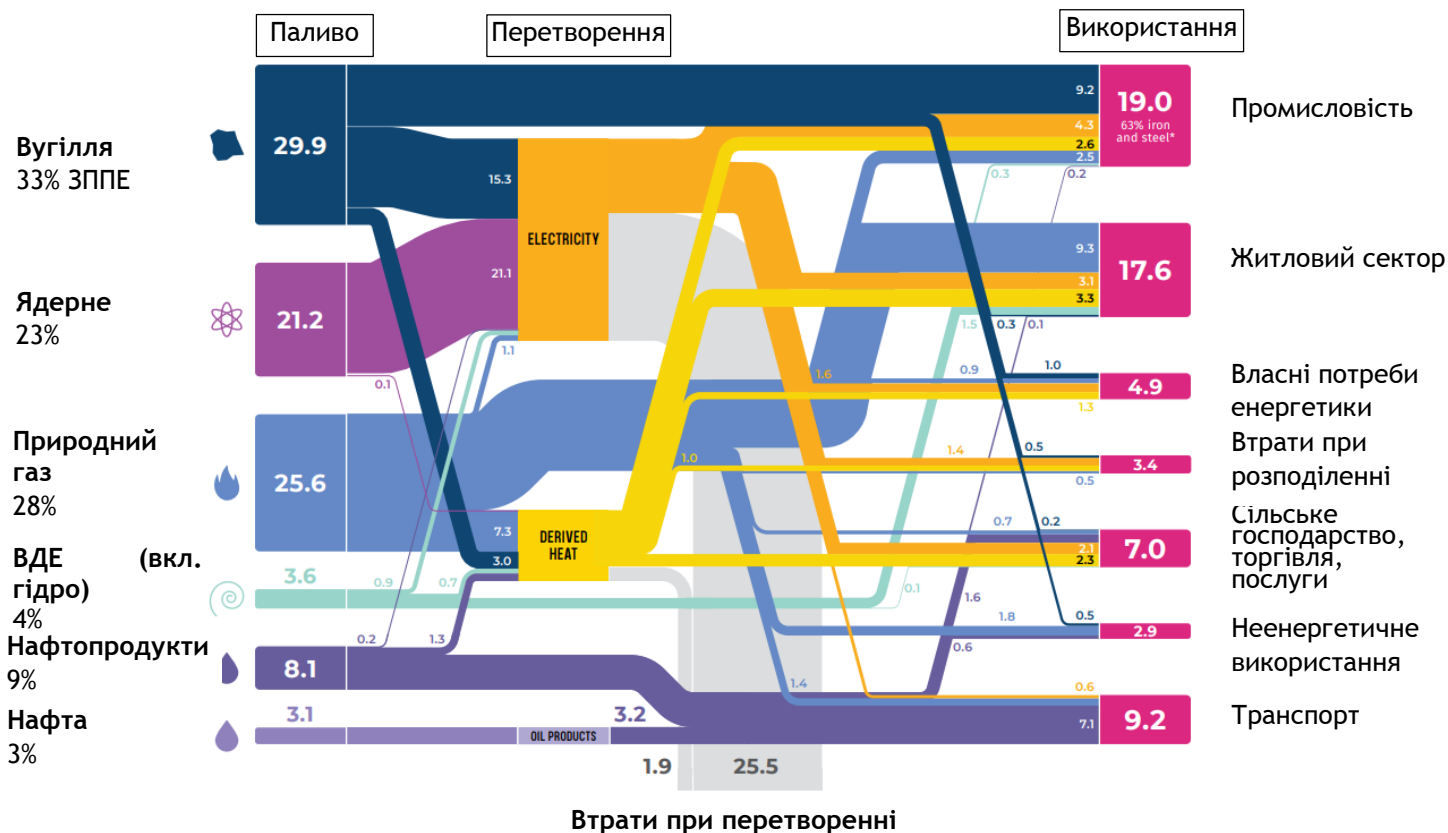 Паливо
Перетворення
Використання
Вугілля
33% ЗППЕ
29.9
15.3
9.2
4.3
2.6
2.5
0.3
0.2
19.0
63% iron
and steel*
Промисловість
ELECTRICITY
Ядерне
23%
21.2
21.1
0.1
1.1
9.3
3.1
3.3
1.5
0.3
0.1
17.6
Житловий сектор
1.6
0.9
1.0
1.3
4.9
Власні потреби
енергетики
Природний
газ
28%
25.6
7.3
3.0
DERIVED
HEAT
1.0
1.4
0.5
0.5
3.4
Втрати при
розподіленні
0.7
0.2
2.1
2.3
7.0
Сільське
господарство,
торгівля,
послуги
ВДЕ (вкл.
гідро)
4%
3.6
0.9
0.7
0.1
1.6
1.8
0.5
0.6
2.9
Неенергетичне
використання
Нафтопродукти
9%
8.1
0.2
1.3
1.4
0.6
7.1
9.2
Транспорт
Нафта
3%
3.1
OIL PRODUCTS
3.2
1.9
25.5
Втрати при перетворенні